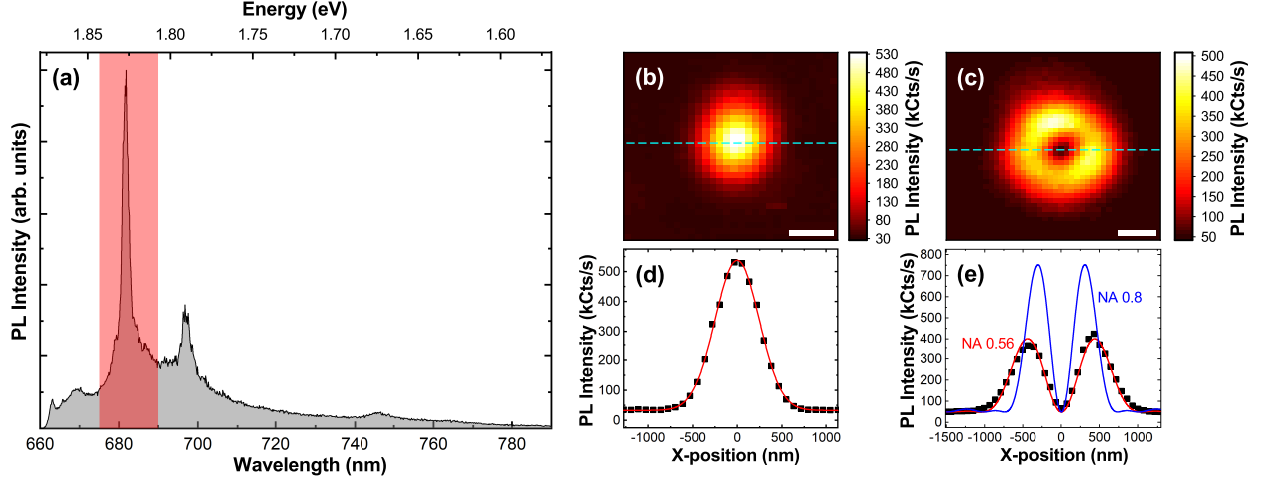 Energy (eV)
1.85 1.80 1.75 1.70 1.65 1.60
(a)
PL Intensity (arb. units)
660 680 700 720 740 760 780
Wavelength (nm)
(b)
530
480
430
380
330
280
230
180
130
80
30
PL Intensity (kCts/s)
(c)
500
450
400
350
300
250
200
150
100
50
PL Intensity (kCts/s)
(d)
PL Intensity (kCts/s)
500
400
300
200
100
0
-1000 -500 0 500 1000
X-position (nm)
(e)
PL Intensity (kCts/s)
800
700
600
500
400
300
200
100
0
NA 0.8
NA 0.56
-1500 -1000 -500 0 500 1000
X-position (nm)